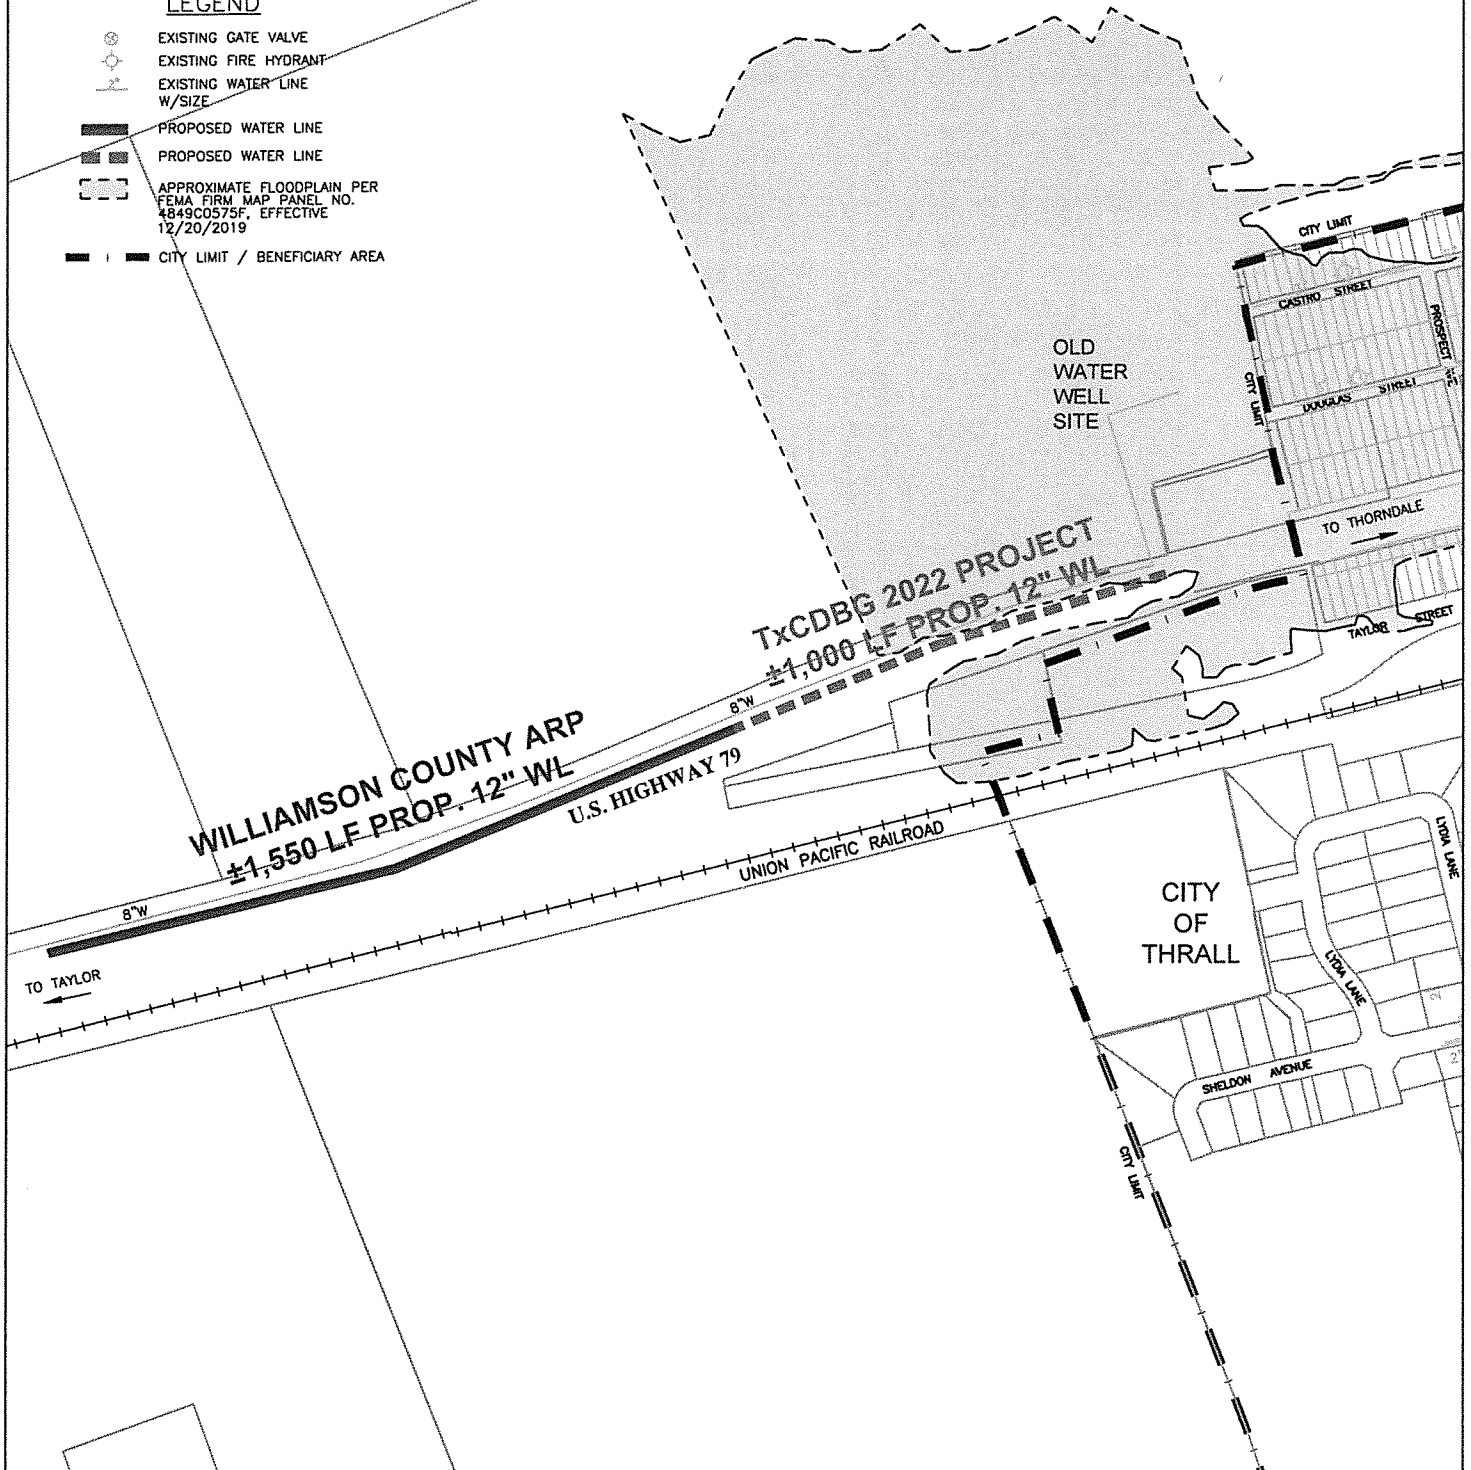 LEGEND
EXISTING GATE VALVE
EXISTING FIRE HYDRANT
2"
EXISTING WATER LINE
W/SIZE
PROPOSED WATER LINE
PROPOSED WATER LINE
APPROXIMATE FLOODPLAIN PER
FEMA FIRM MAP PANEL NO.
4849C0575F, EFFECTIVE
12/20/2019
CITY LIMIT / BENEFICIARY AREA
CITY LIMIT
CASTRO STREET
PROSPECT
OLD
WATER
WELL
SITE
CITY LIMIT
DOUGLAS STREET
TO THORNDALE
TxCDBG 2022 PROJECT
±1,000 LF PROP. 12" WL
TAYLOR STREET
8"W
WILLIAMSON COUNTY ARP
±1,550 LF PROP. 12" WL
U.S. HIGHWAY 79
UNION PACIFIC RAILROAD
8"W
TO TAYLOR
CITY
OF
THRALL
LYDIA LANE
LYDIA LANE
SHELDON AVENUE
CITY LIMIT